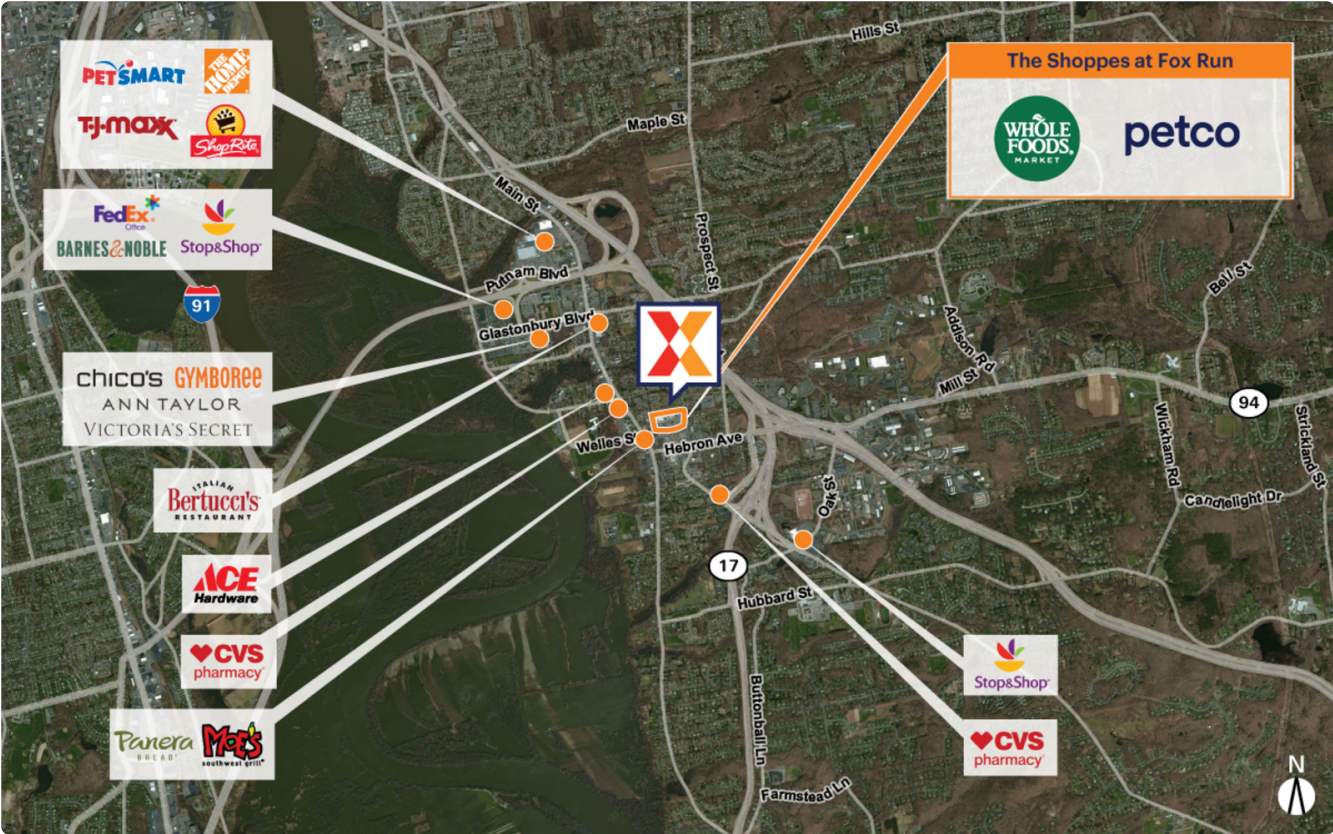 PETSMART
THE HOME DEPOT
T·J·maxx
ShopRite
FedEx
Office
Stop&Shop
BARNES&NOBLE
91
chico's GYMBOREE
ANN TAYLOR
VICTORIA'S SECRET
ITALIAN
Bertucci's
RESTAURANT
ACE
Hardware
CVS
pharmacy
Panera
BREAD
MOE'S
southwest grill
The Shoppes at Fox Run
WHOLE
FOODS
MARKET
petco
Hills St
Maple St
Main St
Prospect St
Putnam Blvd
Glastonbury Blvd
Bell St
Addison Rd
Mill St
94
Wickham Rd
Strickland St
Candlelight Dr
Welles St
Hebron Ave
Oak St
17
Hubbard St
Buttonball Ln
Farmstead Ln
Stop&Shop
CVS
pharmacy
N